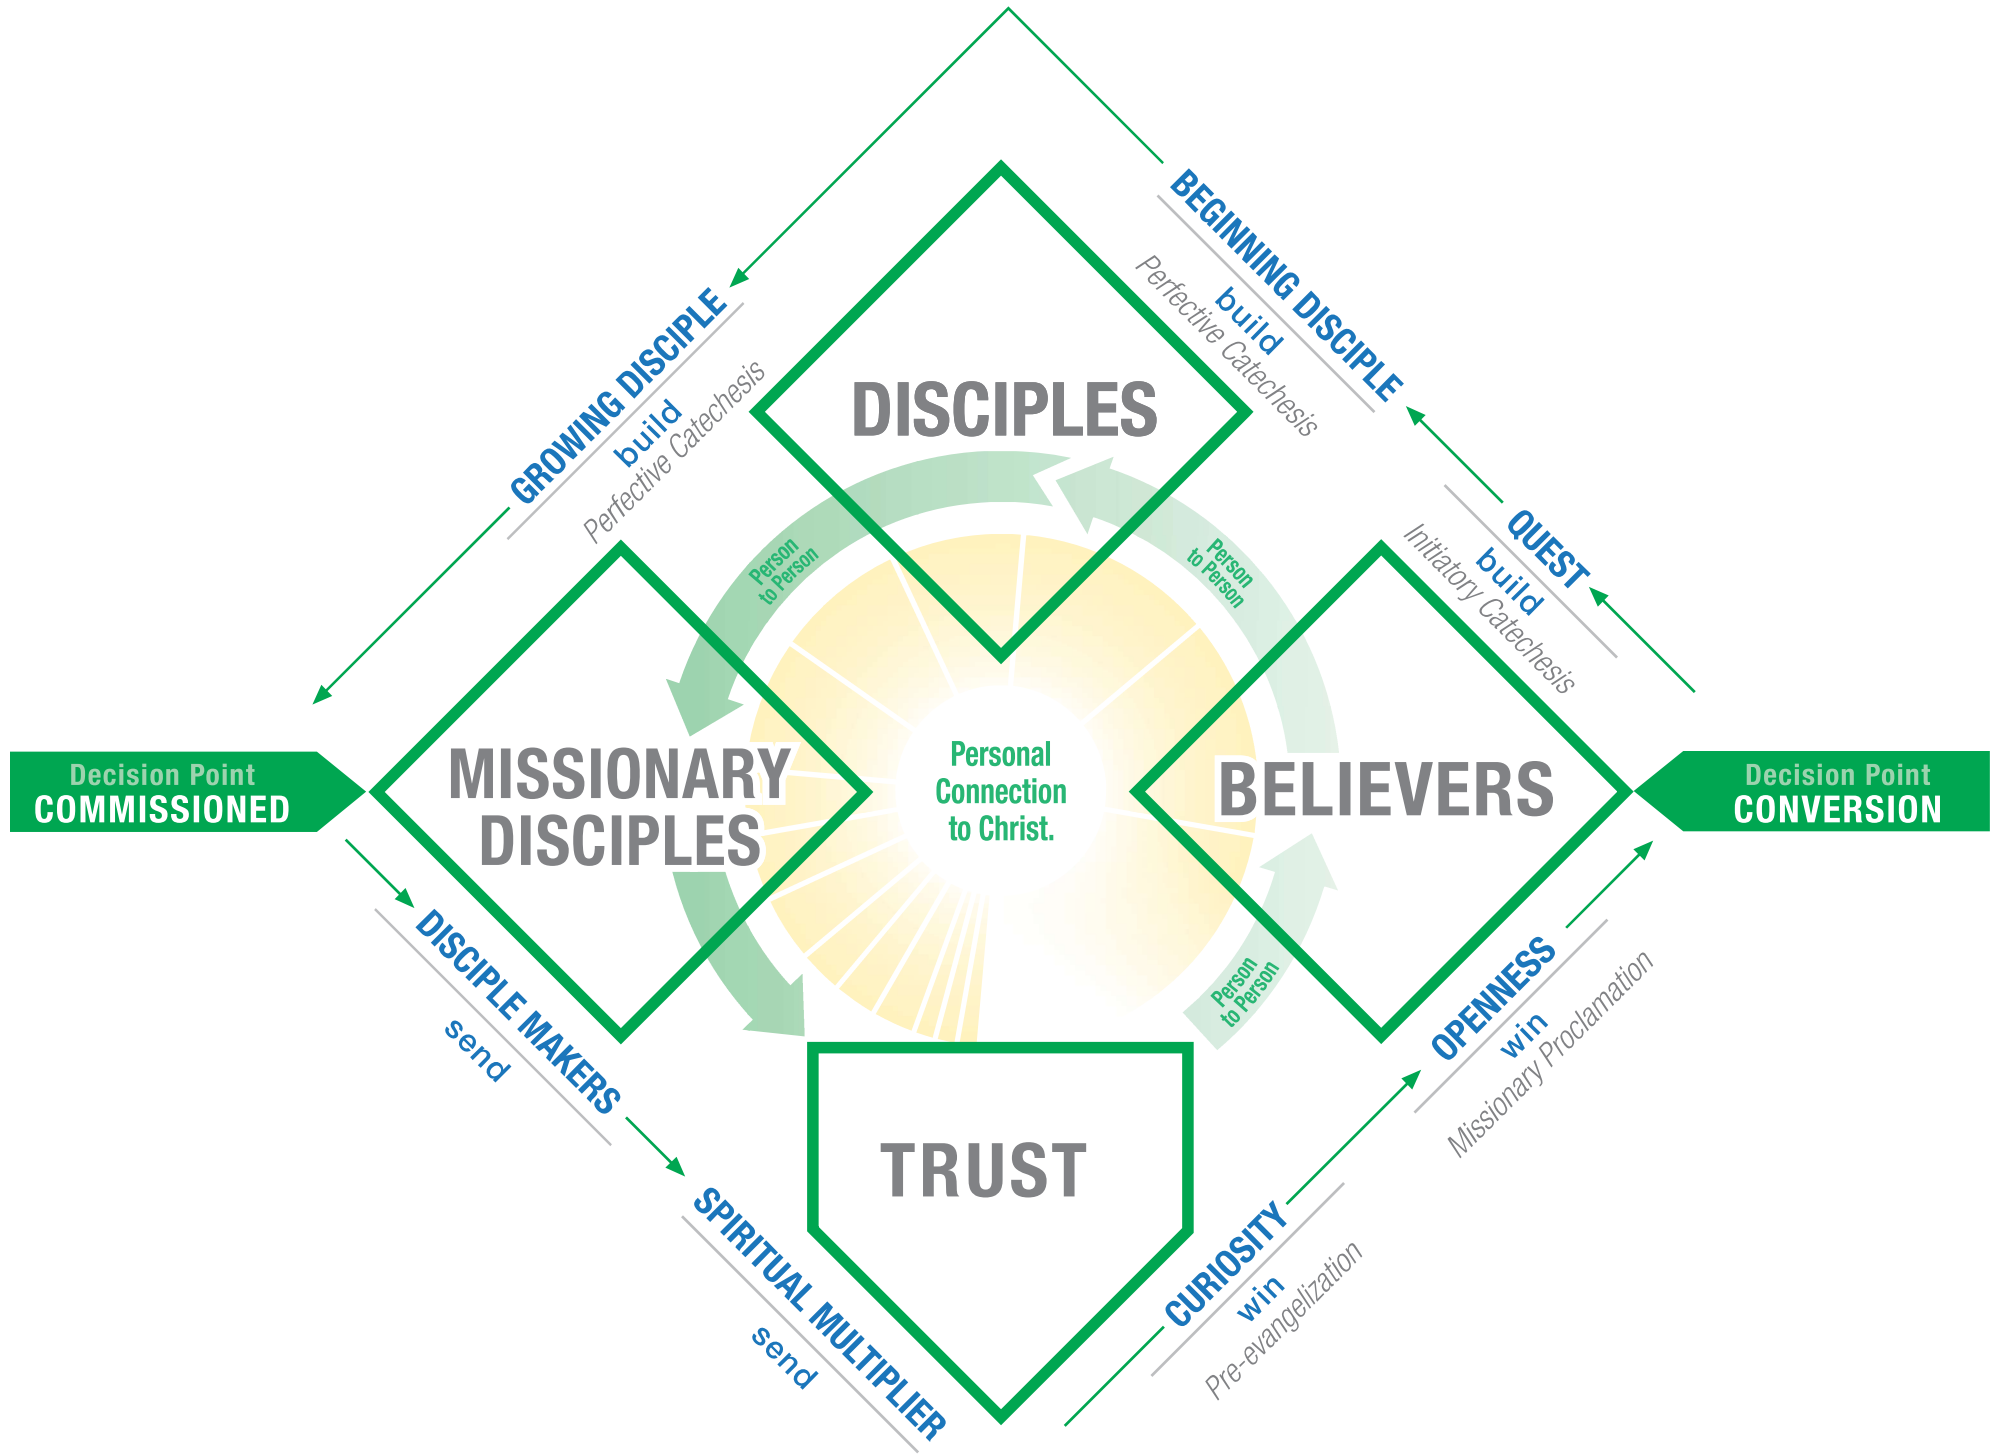 BEGINNING DISCIPLE
build
Perfective Catechesis
GROWING DISCIPLE
build
Perfective Catechesis
DISCIPLES
QUEST
build
Initiatory Catechesis
Person
to Person
Person
to Person
Decision Point
COMMISSIONED
MISSIONARY
DISCIPLES
Personal
Connection
to Christ.
BELIEVERS
Decision Point
CONVERSION
DISCIPLE MAKERS
send
Person
to Person
OPENNESS
win
Missionary Proclamation
TRUST
SPIRITUAL MULTIPLIER
send
CURIOSITY
win
Pre-evangelization